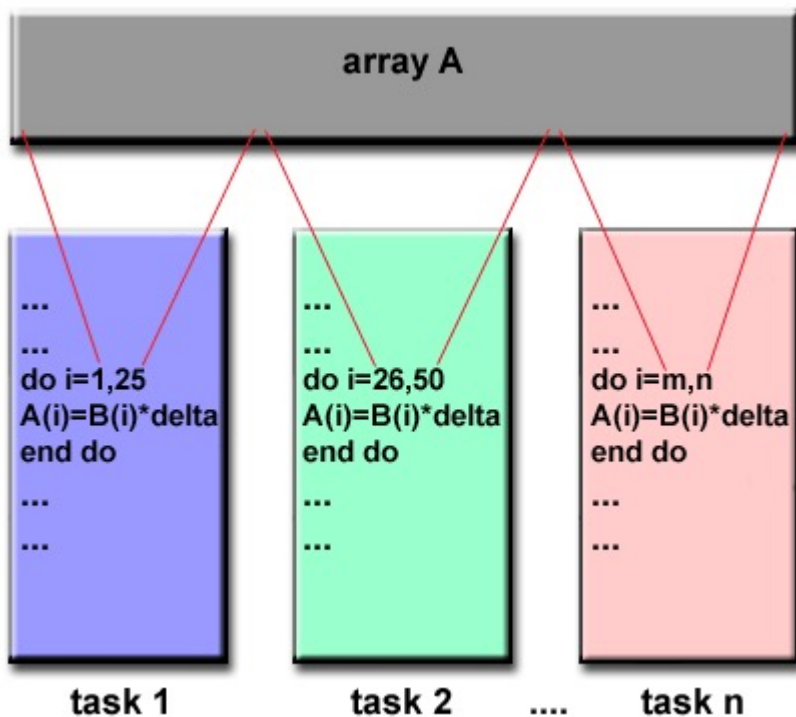 array A
...
...
do i=1,25
A(i)=B(i)*delta
end do
...
...
task 1
...
...
do i=26,50
A(i)=B(i)*delta
end do
...
...
task 2
....
...
...
do i=m,n
A(i)=B(i)*delta
end do
...
...
task n